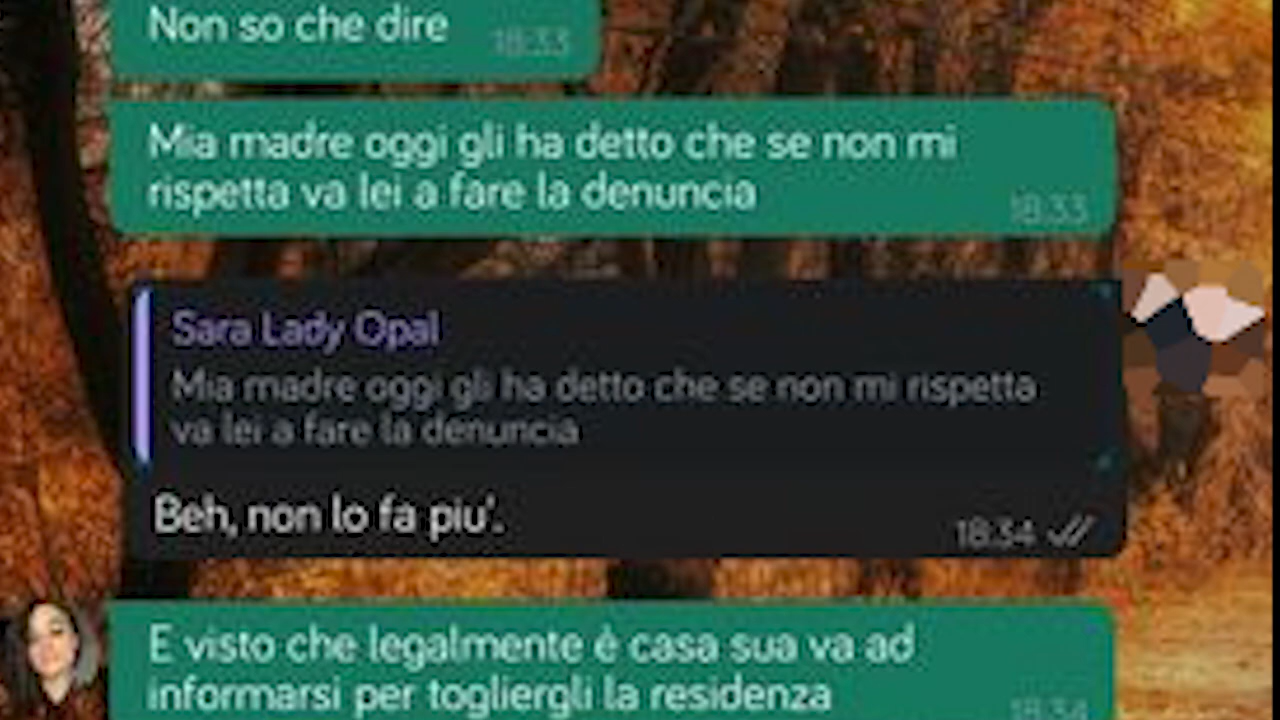 Non so che dire 18:33
Mia madre oggi gli ha detto che se non mi
rispetta va lei a fare la denuncia
18:33
Sara Lady Opal
Mia madre oggi gli ha detto che se non mi rispetta
va lei a fare la denuncia
Beh, non lo fa piu'.
18:34
E visto che legalmente è casa sua va ad
informarsi per togliergli la residenza
18:34